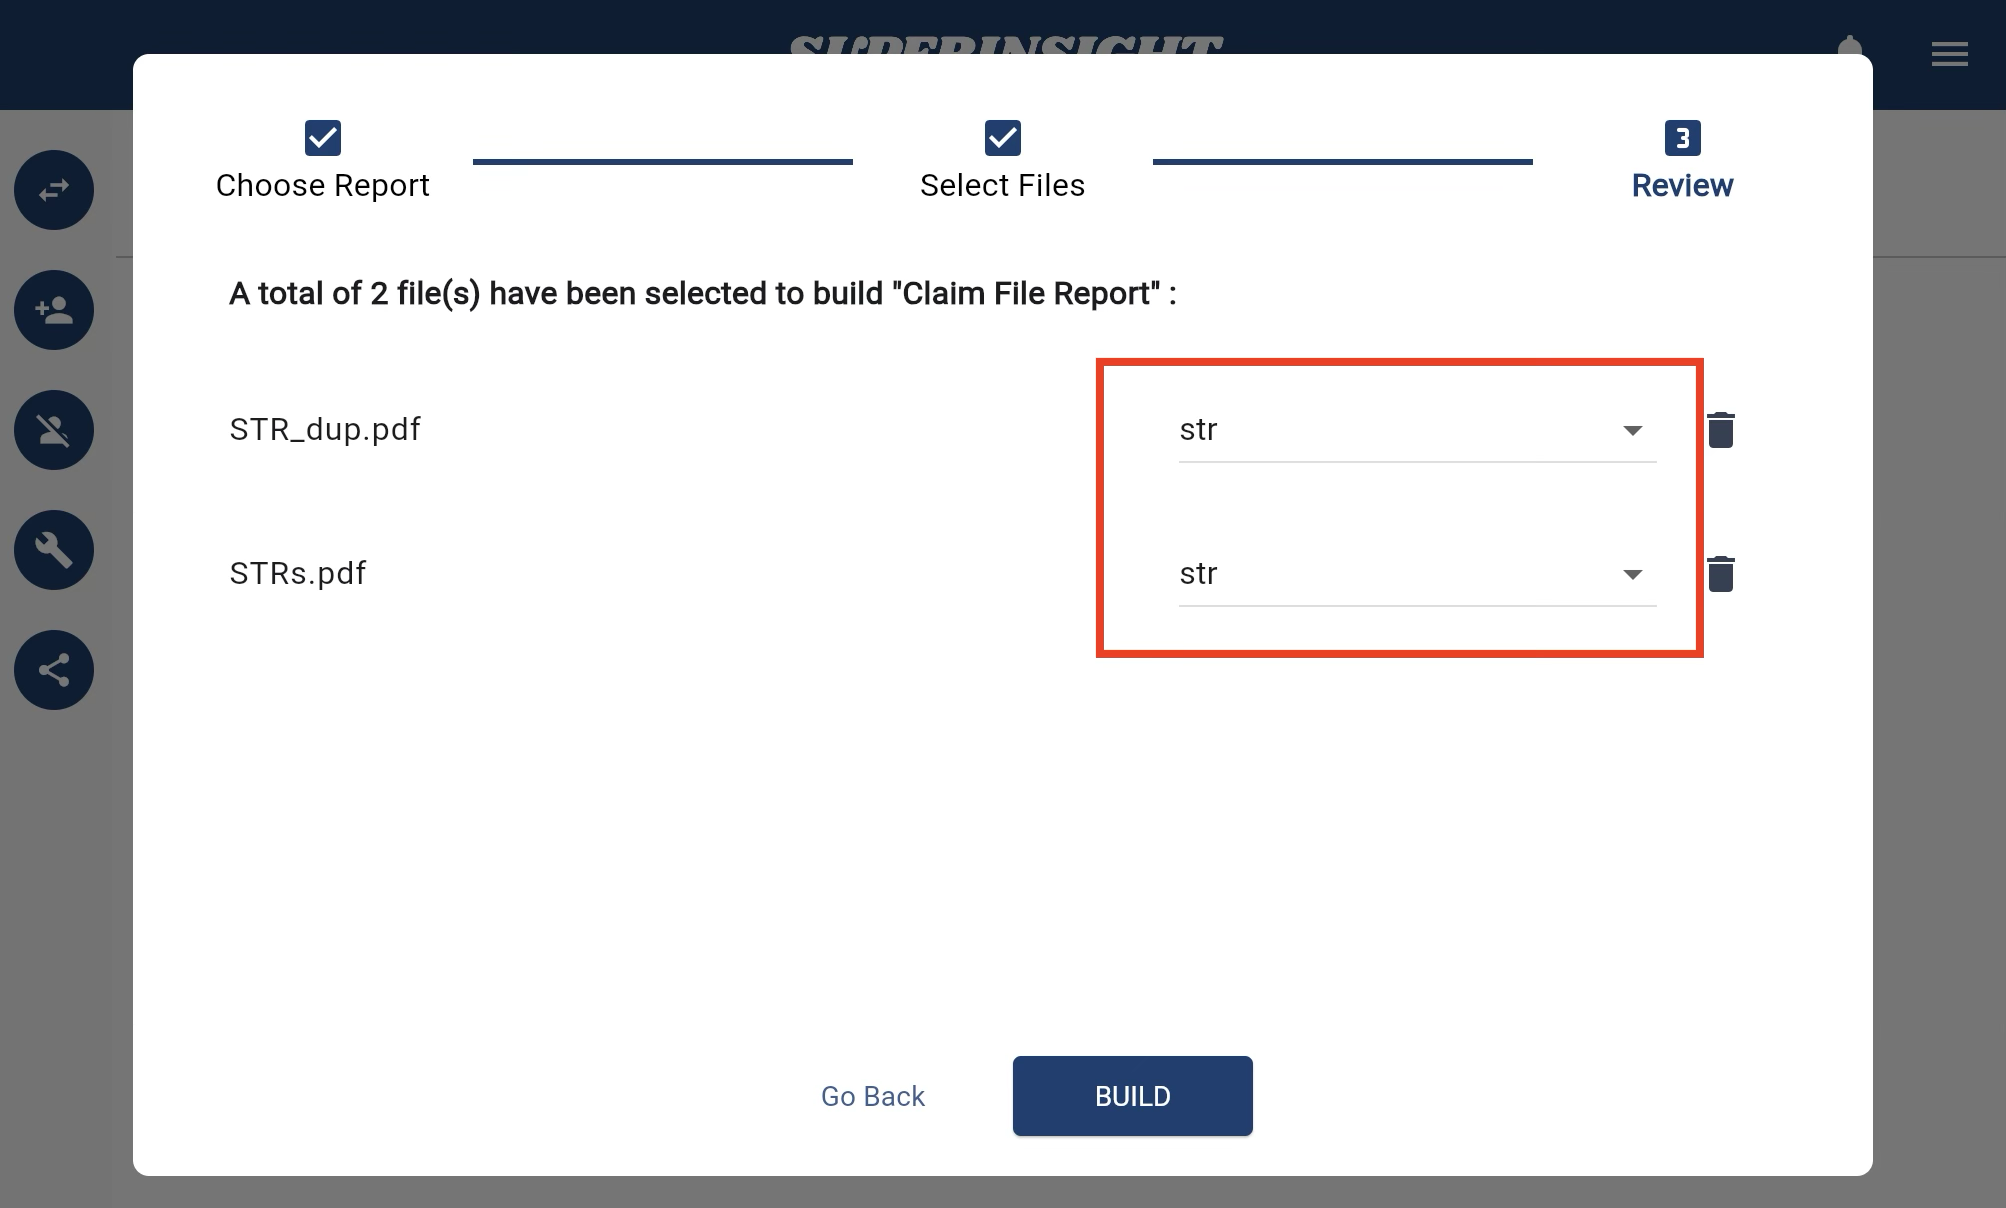 SUPERINSIGHT
Choose Report
Select Files
3
Review
A total of 2 file(s) have been selected to build "Claim File Report" :
STR_dup.pdf
str
STRs.pdf
str
Go Back
BUILD